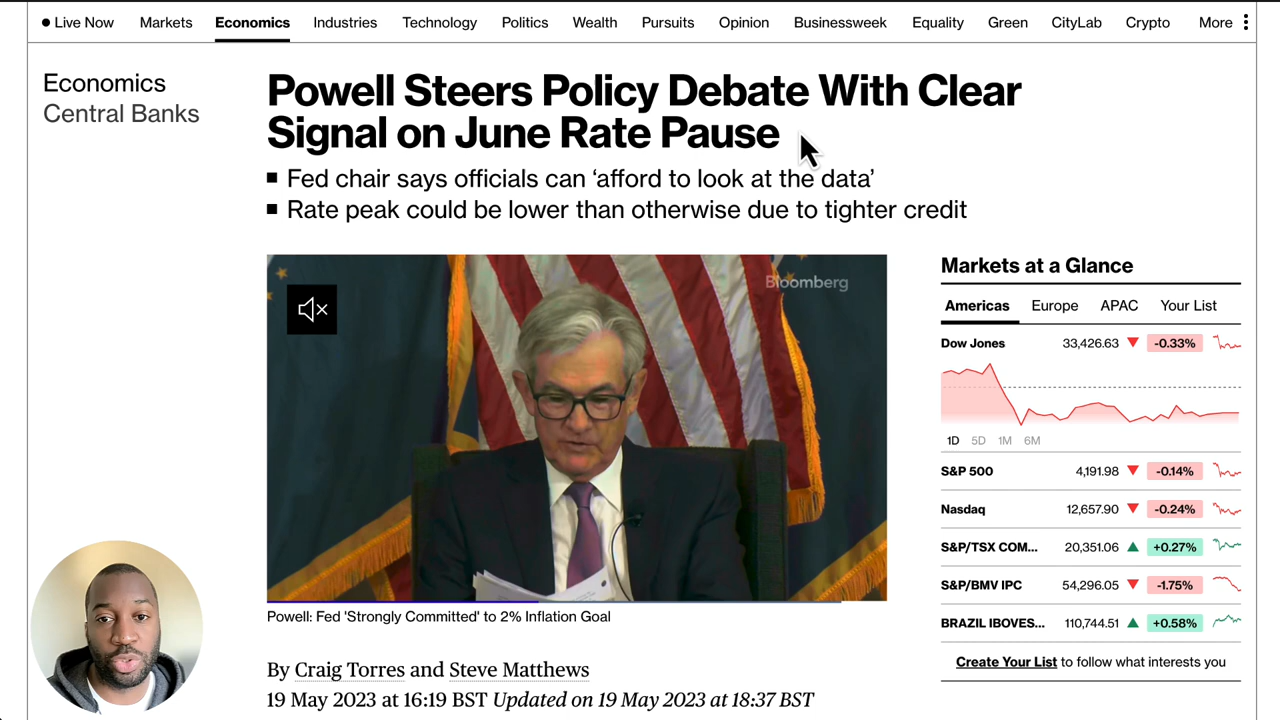 Live Now Markets Economics Industries Technology Politics Wealth Pursuits Opinion Businessweek Equality Green CityLab Crypto More
Economics
Central Banks
Powell Steers Policy Debate With Clear
Signal on June Rate Pause
Fed chair says officials can ‘afford to look at the data’
Rate peak could be lower than otherwise due to tighter credit
Bloomberg
Powell: Fed 'Strongly Committed' to 2% Inflation Goal
By Craig Torres and Steve Matthews
19 May 2023 at 16:19 BST Updated on 19 May 2023 at 18:37 BST
Markets at a Glance
Americas Europe APAC Your List
Dow Jones 33,426.63 -0.33%
1D 5D 1M 6M
S&P 500 4,191.98 -0.14%
Nasdaq 12,657.90 -0.24%
S&P/TSX COM... 20,351.06 +0.27%
S&P/BMV IPC 54,296.05 -1.75%
BRAZIL IBOVES... 110,744.51 +0.58%
Create Your List to follow what interests you